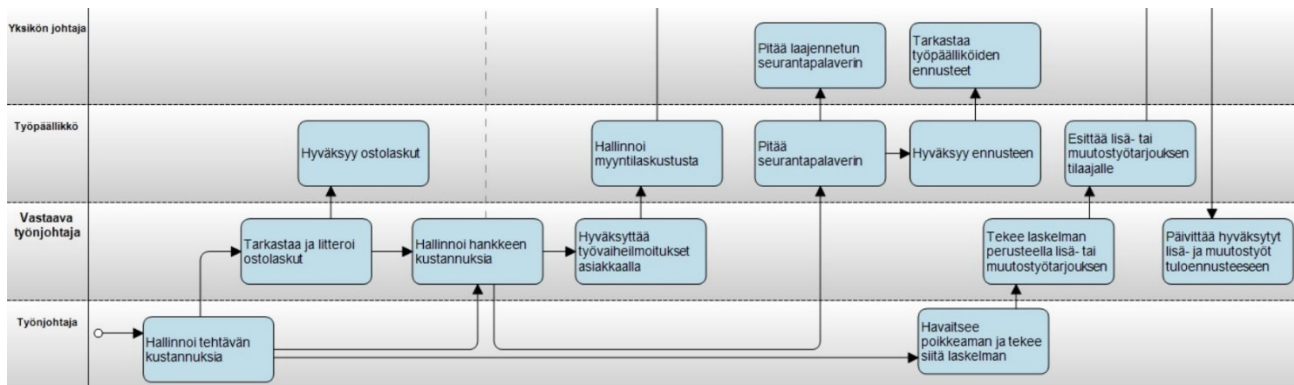 Yksikön johtaja
Pitää laajennetun
seurantapalaverin
Tarkastaa
työpäälliköiden
ennusteet
Työpäällikkö
Hyväksyy ostolaskut
Hallinnoi
myyntilaskustusta
Pitää
seurantapalaverin
Hyväksyy ennusteen
Esittää lisä- tai
muutostyötarjouksen
tilaajalle
Vastaava
työnjohtaja
Tarkastaa ja litteroi
ostolaskut
Hallinnoi hankkeen
kustannuksia
Hyväksyttää
työvaiheilmoitukset
asiakkaalla
Tekee laskelman
perusteella lisä- tai
muutostyötarjouksen
Päivittää hyväksytyt
lisä- ja muutostyöt
tuloennusteeseen
Työnjohtaja
Hallinnoi tehtävän
kustannuksia
Havaitsee
poikkeaman ja tekee
siitä laskelman